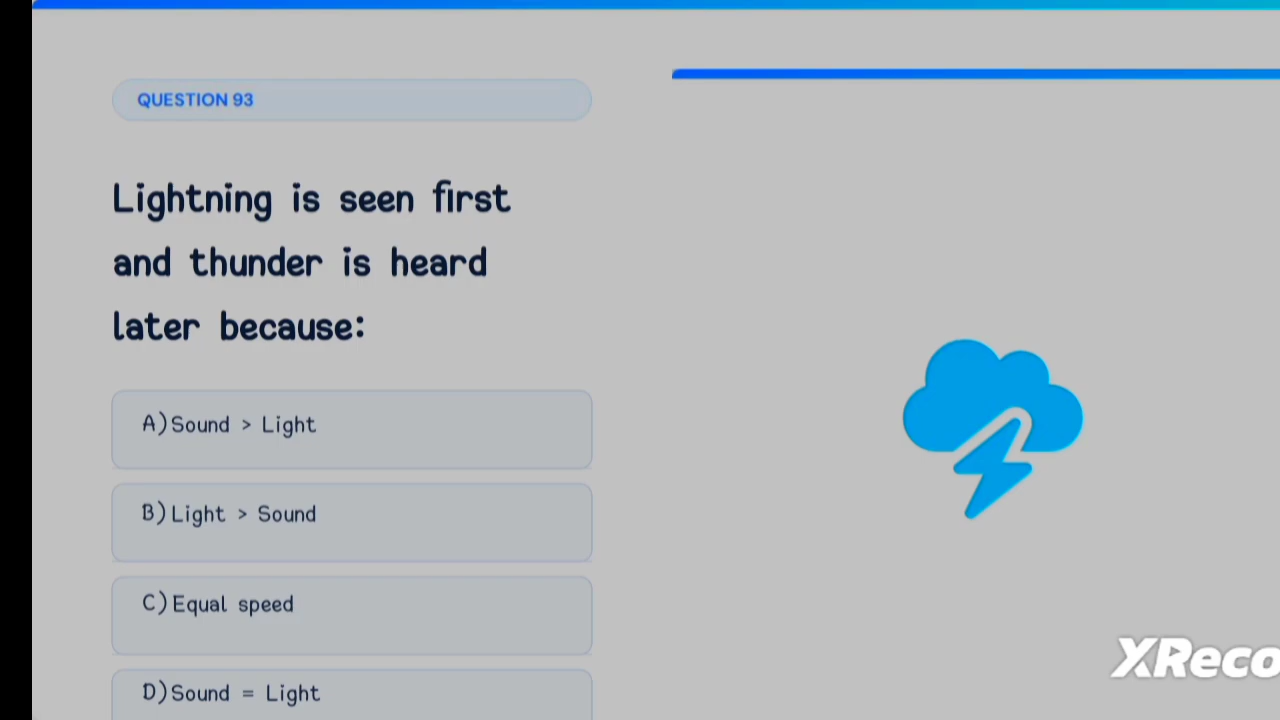 QUESTION 93
Lightning is seen first
and thunder is heard
later because:
A)Sound > Light
B)Light > Sound
C)Equal speed
D)Sound = Light
XReco